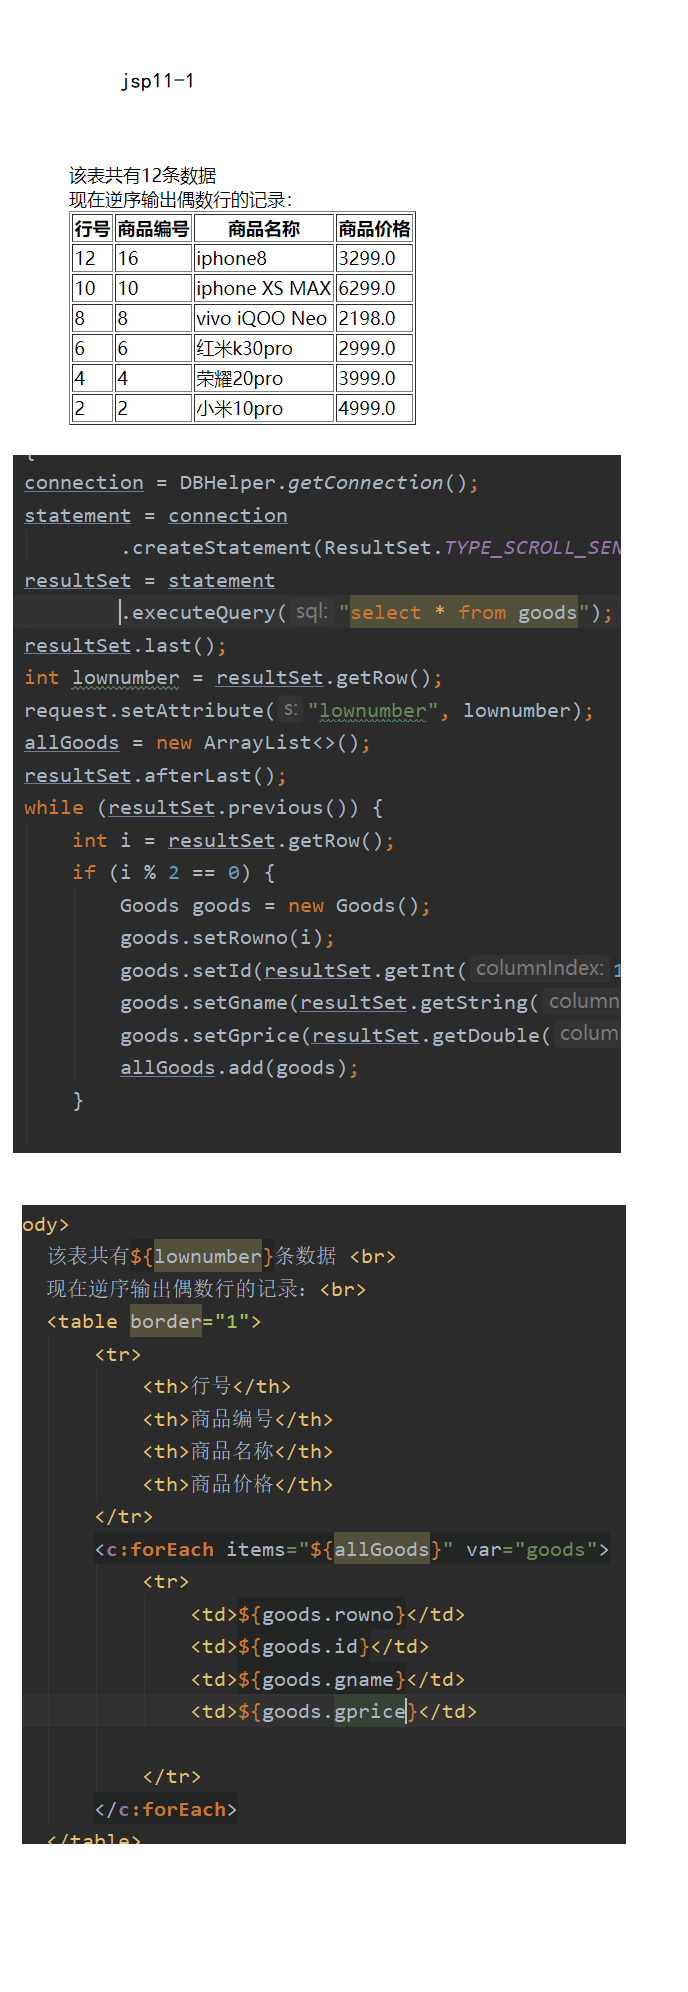 jsp11-1
该表共有12条数据
现在逆序输出偶数行的记录：
行号 商品编号 商品名称 商品价格
12 16 iphone8 3299.0
10 10 iphone XS MAX 6299.0
8 8 vivo iQOO Neo 2198.0
6 6 红米k30pro 2999.0
4 4 荣耀20pro 3999.0
2 2 小米10pro 4999.0
connection = DBHelper.getConnection();
statement = connection
.createStatement(ResultSet.TYPE_SCROLL_SEN
resultSet = statement
.executeQuery( sql: "select * from goods");
resultSet.last();
int lownumber = resultSet.getRow();
request.setAttribute( s: "lownumber", lownumber);
allGoods = new ArrayList<>();
resultSet.afterLast();
while (resultSet.previous()) {
int i = resultSet.getRow();
if (i % 2 == 0) {
Goods goods = new Goods();
goods.setRowno(i);
goods.setId(resultSet.getInt( columnIndex: 1
goods.setGname(resultSet.getString( column
goods.setGprice(resultSet.getDouble( colum
allGoods.add(goods);
}
ody>
该表共有${lownumber}条数据 <br>
现在逆序输出偶数行的记录：<br>
<table border="1">
<tr>
<th>行号</th>
<th>商品编号</th>
<th>商品名称</th>
<th>商品价格</th>
</tr>
<c:forEach items="${allGoods}" var="goods">
<tr>
<td>${goods.rowno}</td>
<td>${goods.id}</td>
<td>${goods.gname}</td>
<td>${goods.gprice}</td>
</tr>
</c:forEach>
</table>